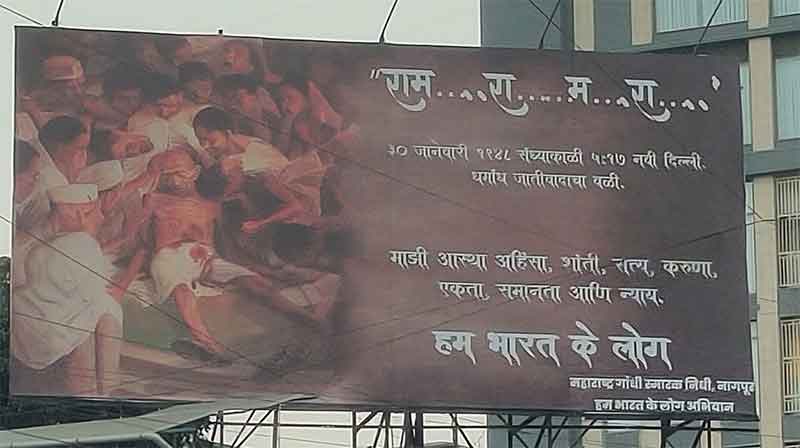 "राम.....रा.....म....रा....'
३० जानेवारी १९४८ संध्याकाळी ५:१७ नवी दिल्ली.
धर्मांध जातीवादाचा बळी.
माझी आस्था अहिंसा, शांती, सत्य, करुणा,
एकता, समानता आणि न्याय.
हम भारत के लोग
महाराष्ट्र गांधी स्मारक निधी, नागपूर
हम भारत के लोग अभियान